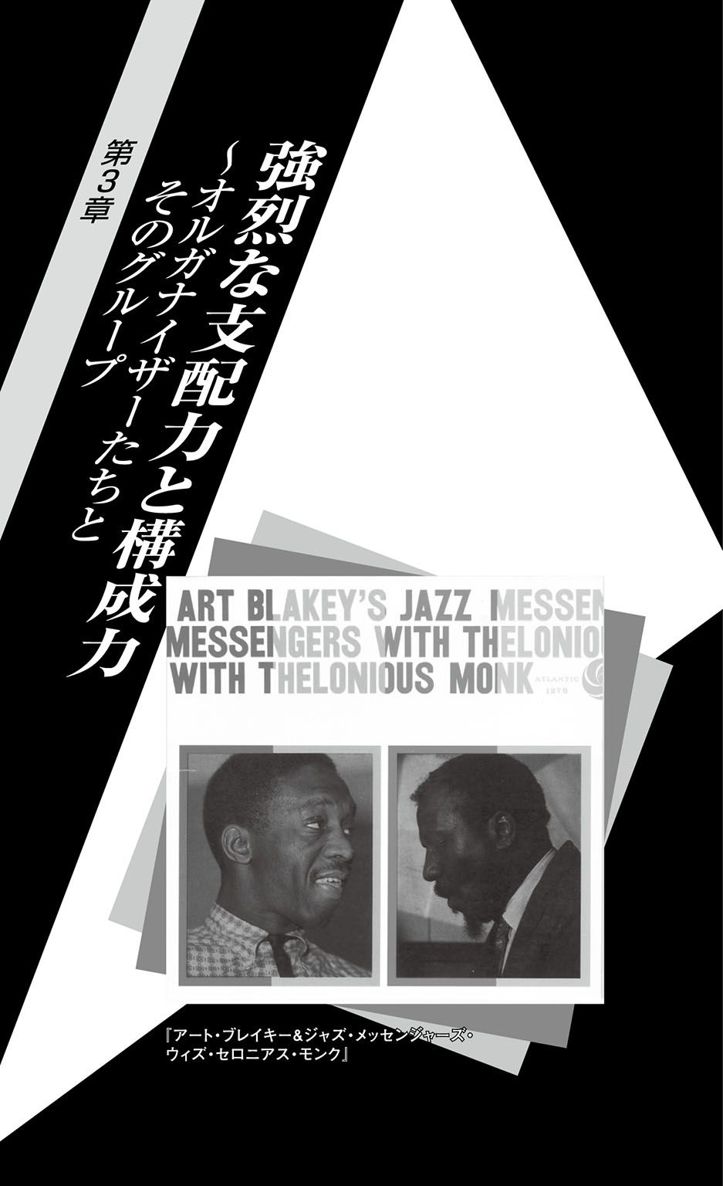 第3章
強烈な支配力と構成力
~オルガナイザーたちと
そのグループ
ART BLAKEY'S JAZZ MESSEN
MESSENGERS WITH THELONIOU
WITH THELONIOUS MONK
ATLANTIC
1278
『アート・ブレイキー&ジャズ・メッセンジャーズ・
ウィズ・セロニアス・モンク』